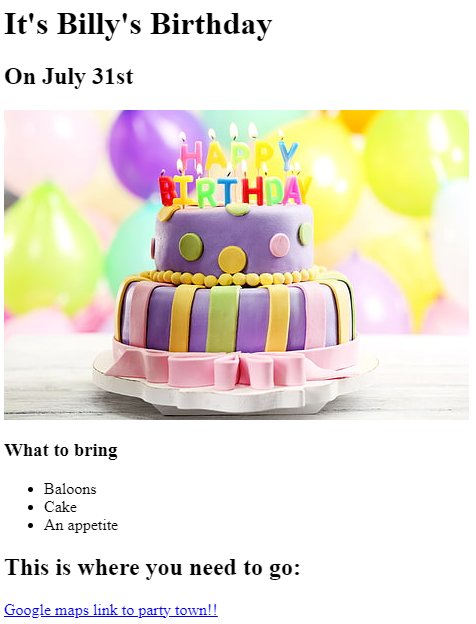 It's Billy's Birthday
On July 31st
HAPPY
BIRTHDAY
What to bring
Baloons
Cake
An appetite
This is where you need to go:
Google maps link to party town!!